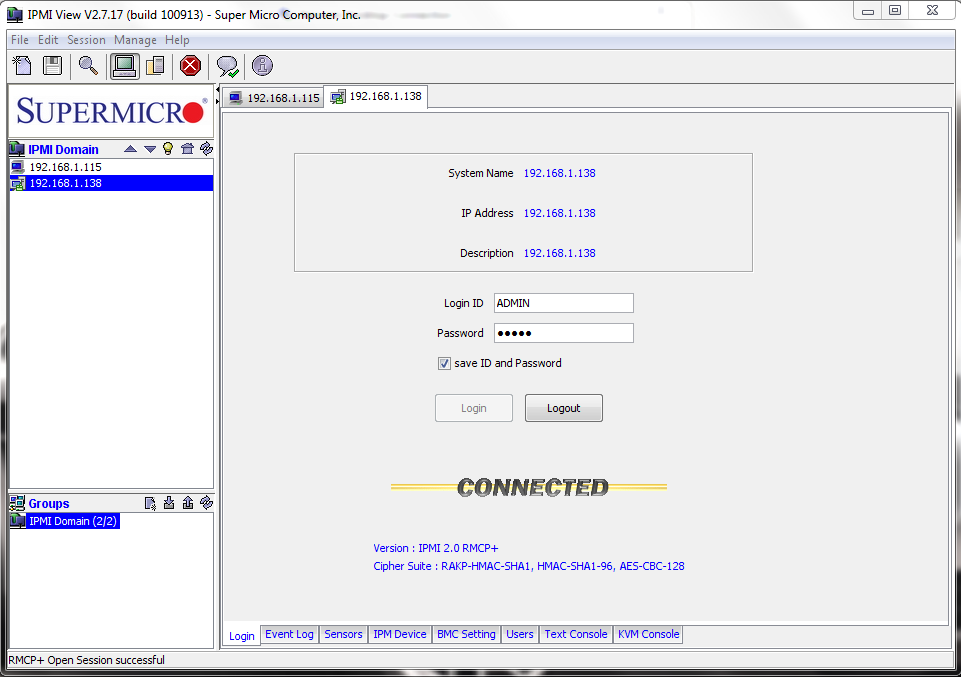 IPMI View V2.7.17 (build 100913) - Super Micro Computer, Inc.
File Edit Session Manage Help
SUPERMICRO®
192.168.1.115 192.168.1.138
IPMI Domain
192.168.1.115
192.168.1.138
System Name 192.168.1.138
IP Address 192.168.1.138
Description 192.168.1.138
Login ID ADMIN
Password •••••
save ID and Password
Login Logout
CONNECTED
Groups
IPMI Domain (2/2)
Version : IPMI 2.0 RMCP+
Cipher Suite : RAKP-HMAC-SHA1, HMAC-SHA1-96, AES-CBC-128
Login Event Log Sensors IPM Device BMC Setting Users Text Console KVM Console
RMCP+ Open Session successful